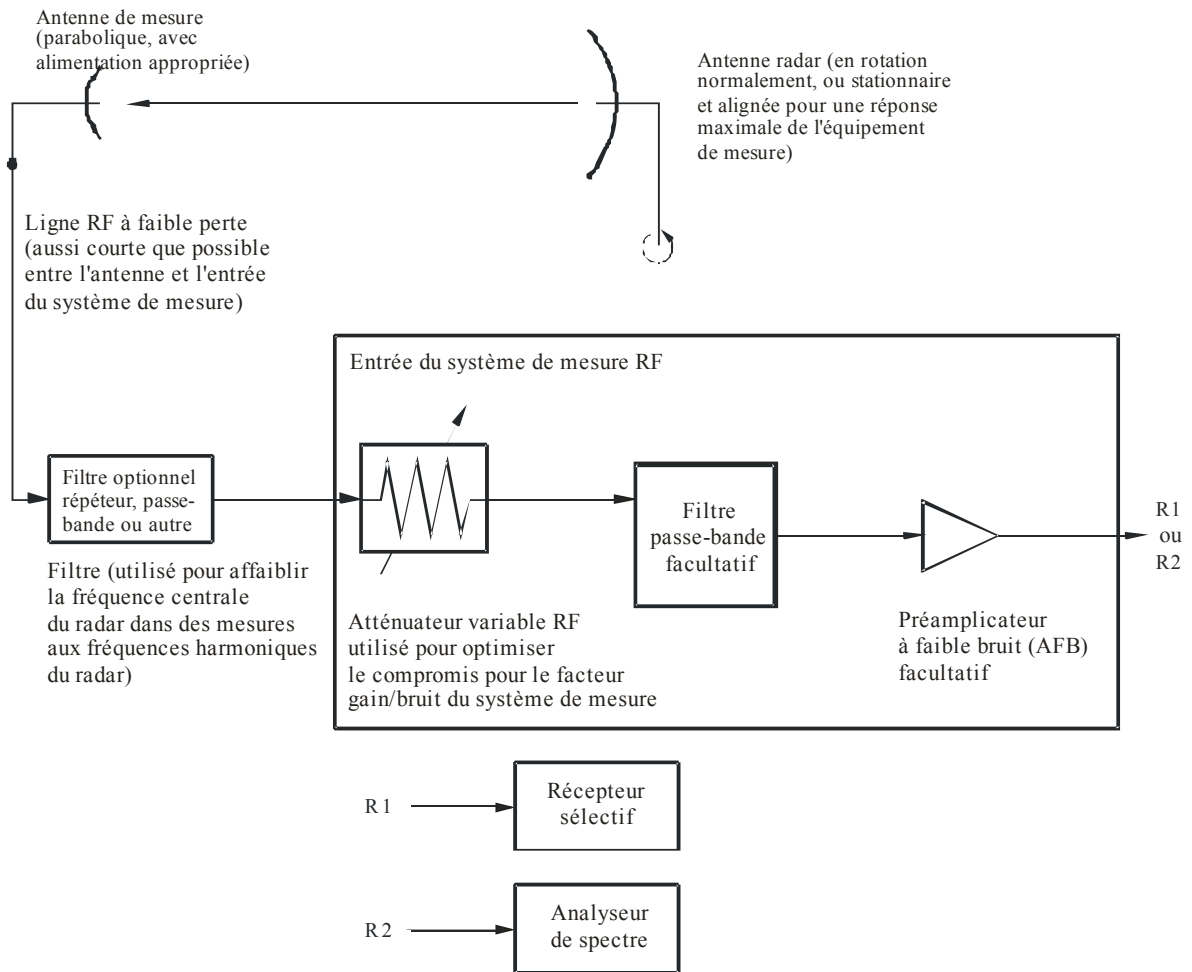 Antenne de mesure
(parabolique, avec
alimentation appropriée)
Antenne radar (en rotation
normalement, ou stationnaire
et alignée pour une réponse
maximale de l'équipement
de mesure)
Ligne RF à faible perte
(aussi courte que possible
entre l'antenne et l'entrée
du système de mesure)
Entrée du système de mesure RF
Filtre optionnel
répéteur, passe-
bande ou autre
Filtre (utilisé pour affaiblir
la fréquence centrale
du radar dans des mesures
aux fréquences harmoniques
du radar)
Atténuateur variable RF
utilisé pour optimiser
le compromis pour le facteur
gain/bruit du système de mesure
Filtre
passe-bande
facultatif
Préamplicateur
à faible bruit (AFB)
facultatif
R1
ou
R2
R1
Récepteur
sélectif
R2
Analyseur
de spectre